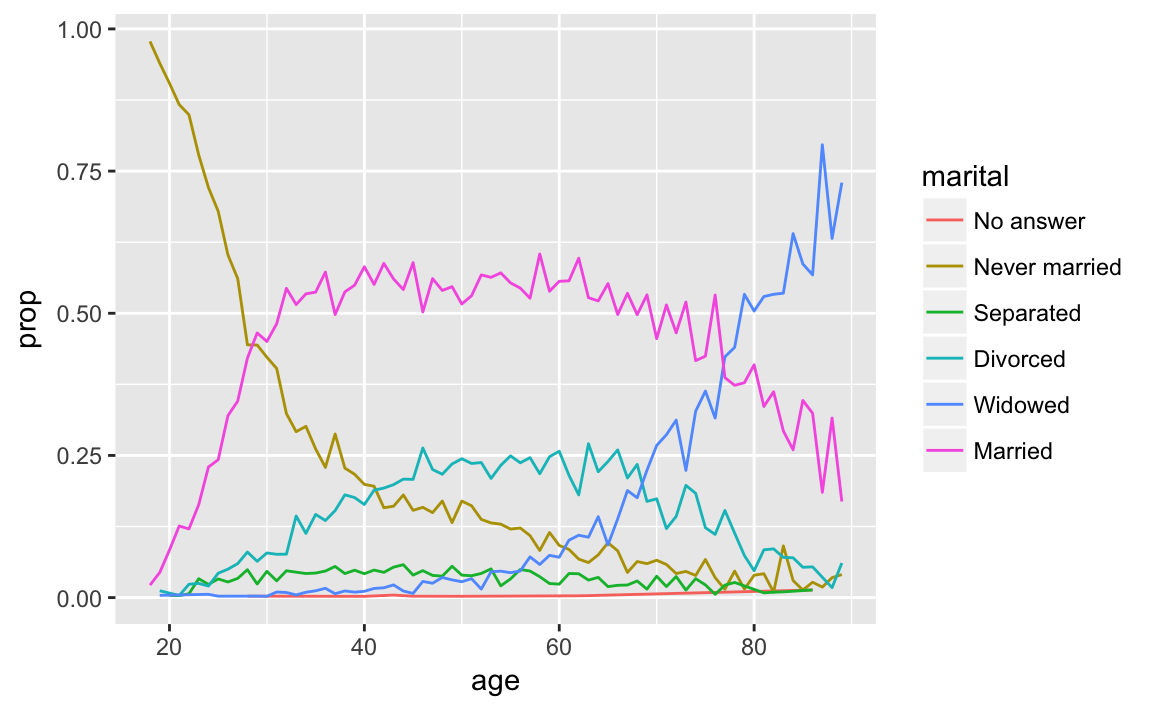 1.00
0.75
0.50
0.25
0.00
prop
20
40
60
80
age
marital
No answer
Never married
Separated
Divorced
Widowed
Married